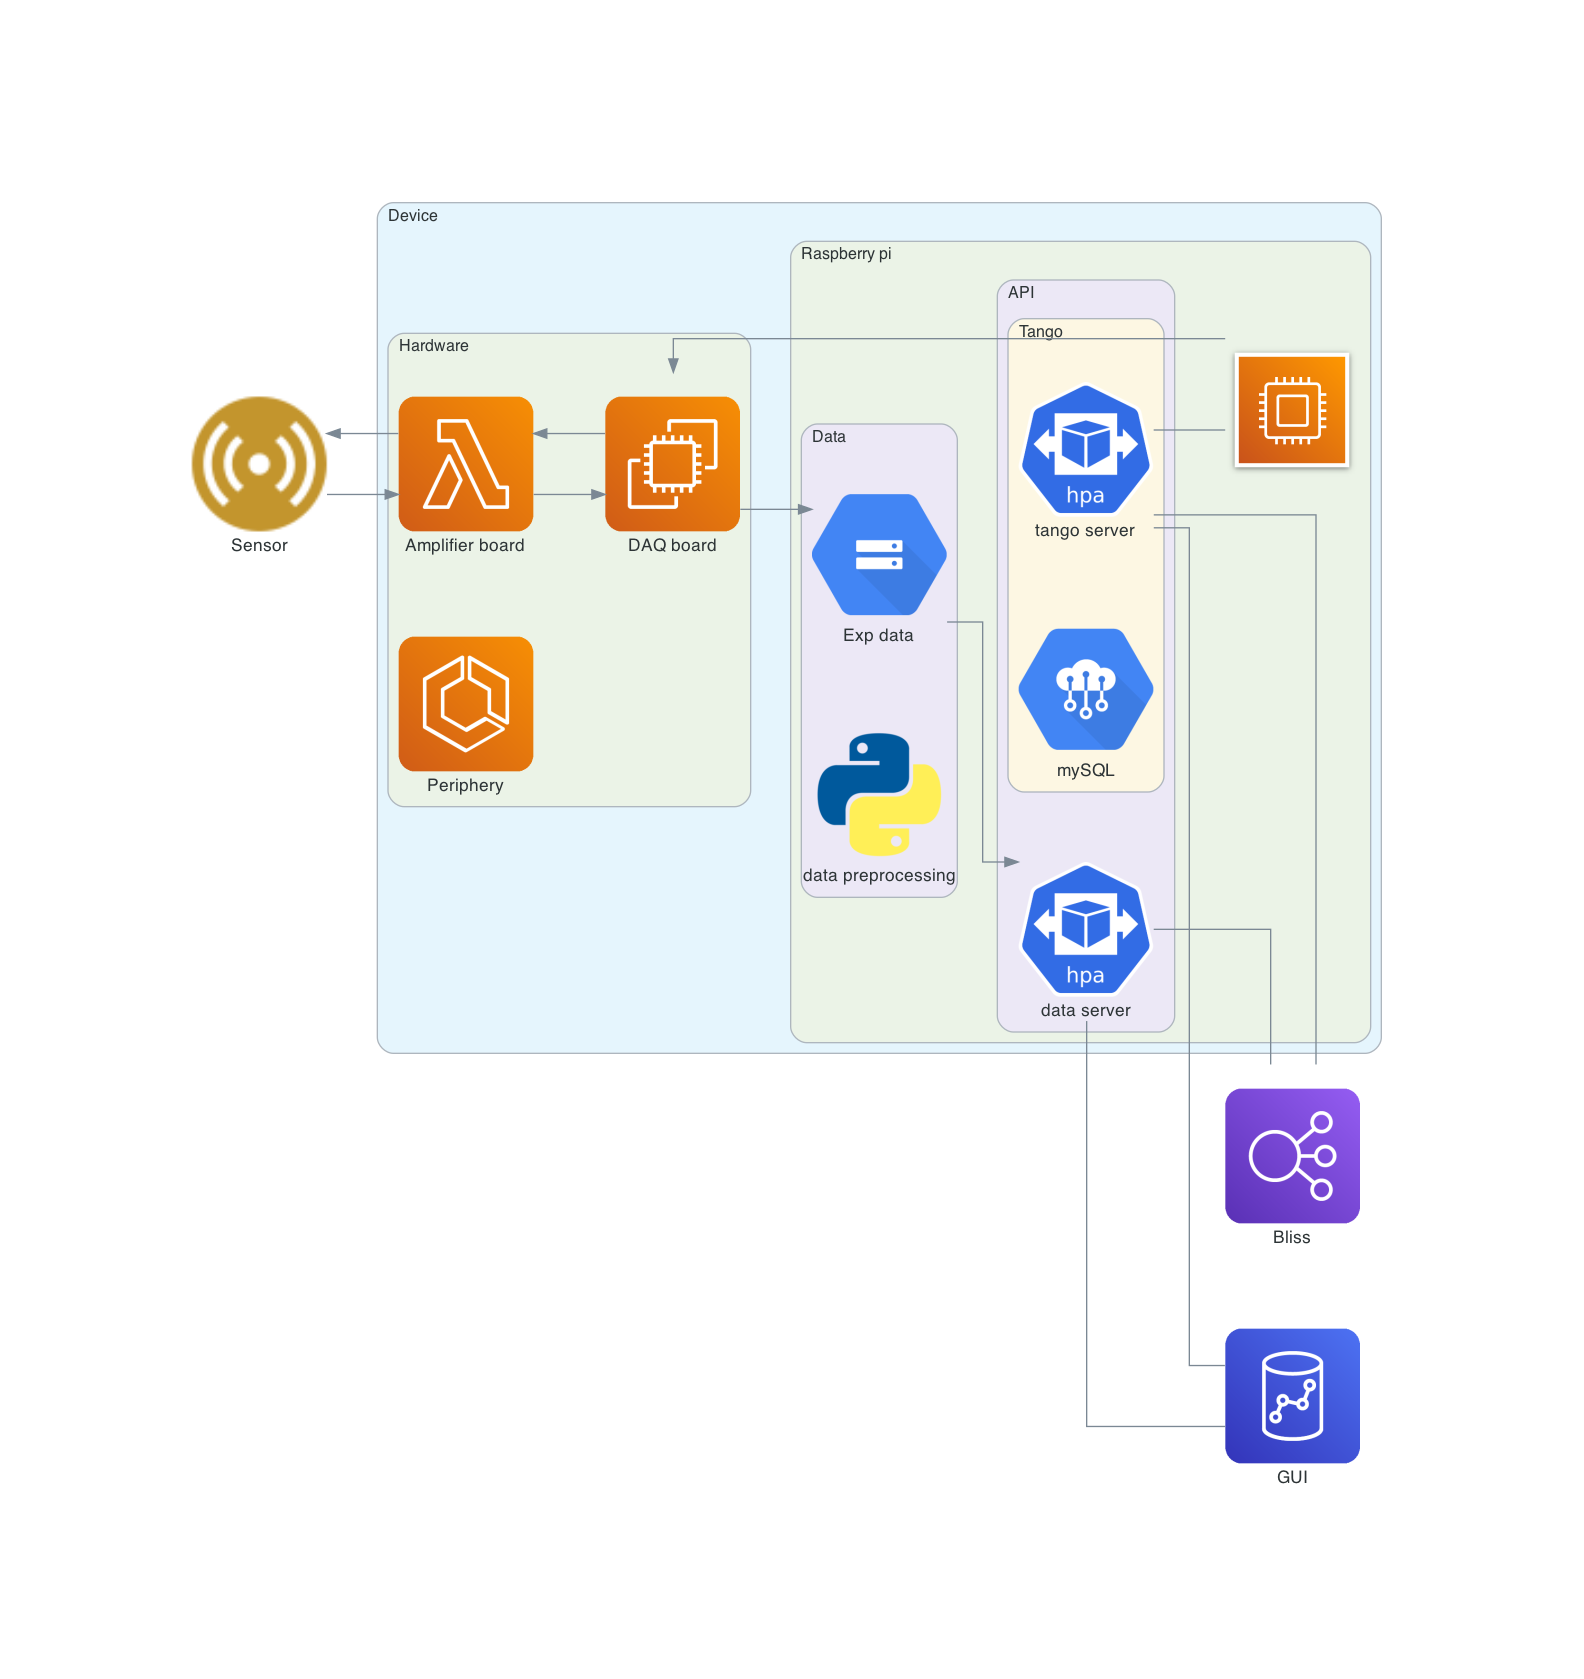 Device
Raspberry pi
API
Tango
Hardware
Data
hpa
tango server
Sensor
Amplifier board
DAQ board
Exp data
mySQL
Periphery
data preprocessing
hpa
data server
Bliss
GUI